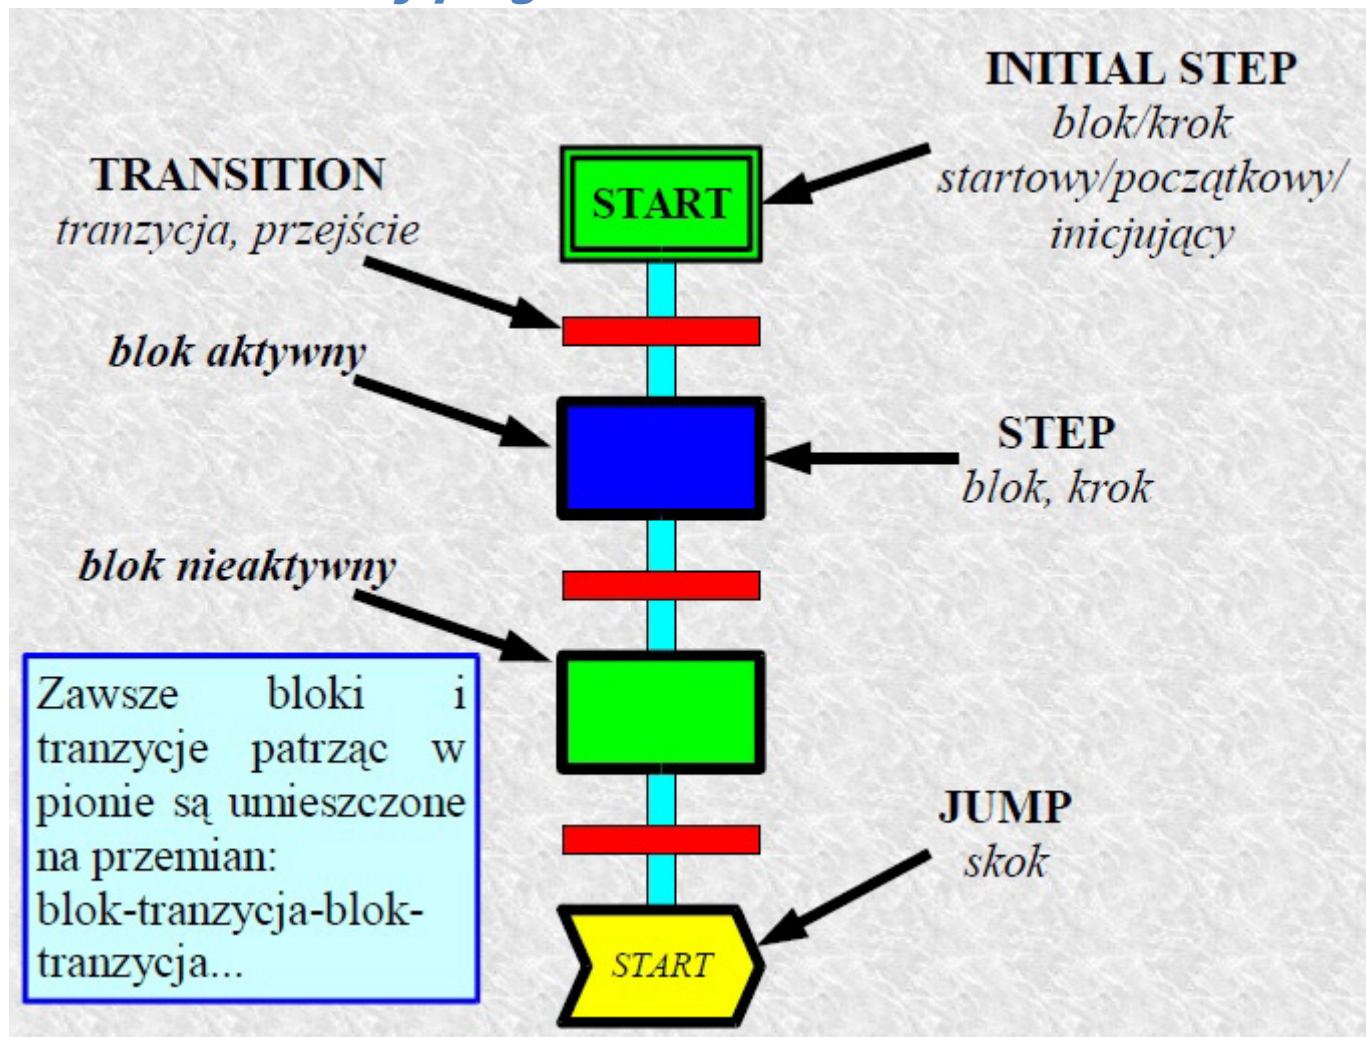 INITIAL STEP
blok/krok
startowy/początkowy/
inicjujący
TRANSITION
tranzycja, przejście
START
blok aktywny
STEP
blok, krok
blok nieaktywny
Zawsze bloki i
tranzycje patrząc w
pionie są umieszczone
na przemian:
blok-tranzycja-blok-
tranzycja...
JUMP
skok
START